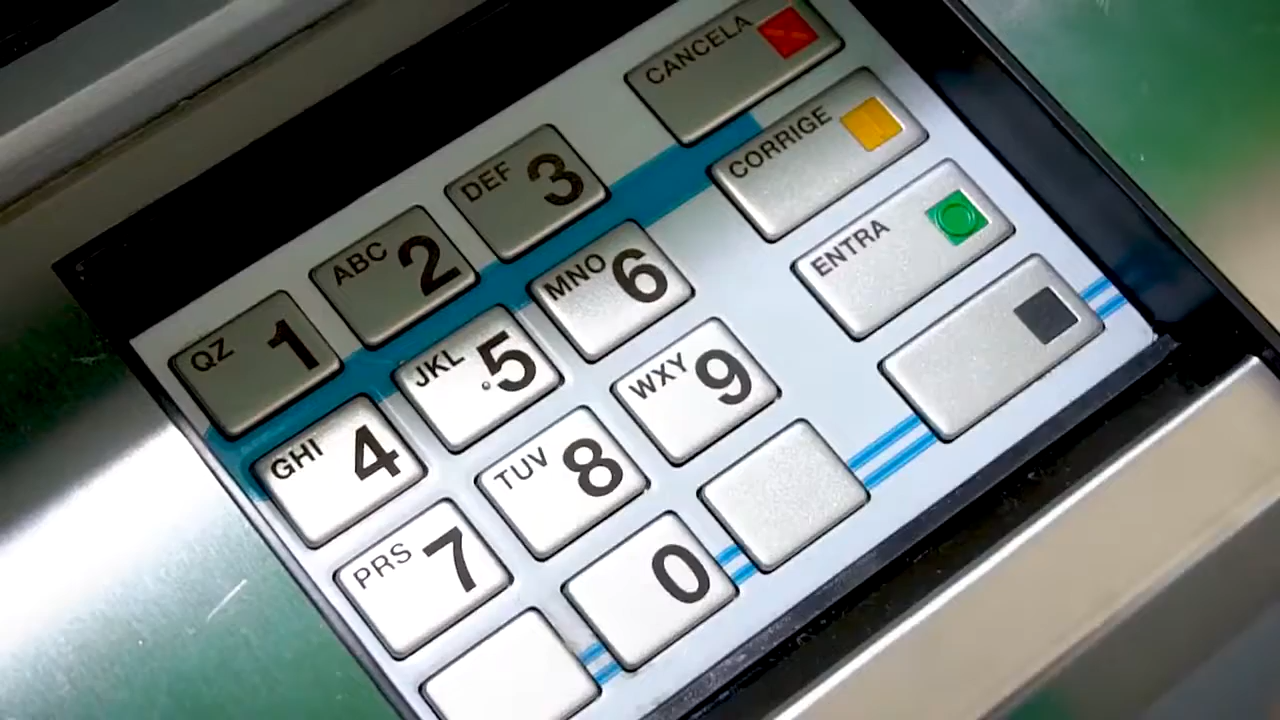 QZ 1
ABC 2
DEF 3
CANCELA
GHI 4
JKL 5
MNO 6
CORRIGE
PRS 7
TUV 8
WXY 9
ENTRA
0